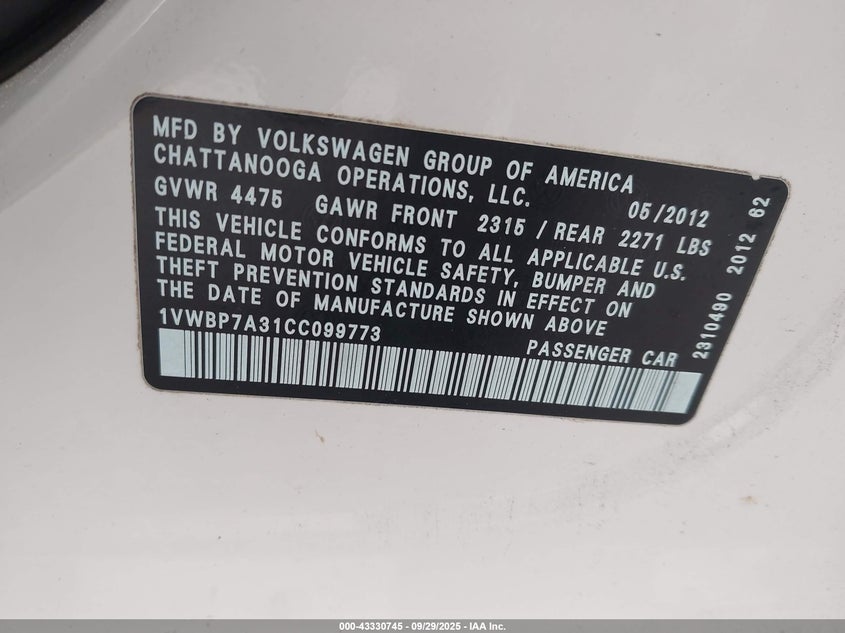 MFD BY VOLKSWAGEN GROUP OF AMERICA
CHATTANOOGA OPERATIONS, LLC.
05/2012
GVWR 4475 GAWR FRONT 2315 / REAR 2271 LBS
THIS VEHICLE CONFORMS TO ALL APPLICABLE U.S.
FEDERAL MOTOR VEHICLE SAFETY, BUMPER AND
THEFT PREVENTION STANDARDS IN EFFECT ON
THE DATE OF MANUFACTURE SHOWN ABOVE
1VWBP7A31CC099773
PASSENGER CAR
2310490 2012 62
000-43330745 - 09/29/2025 - IAA Inc.